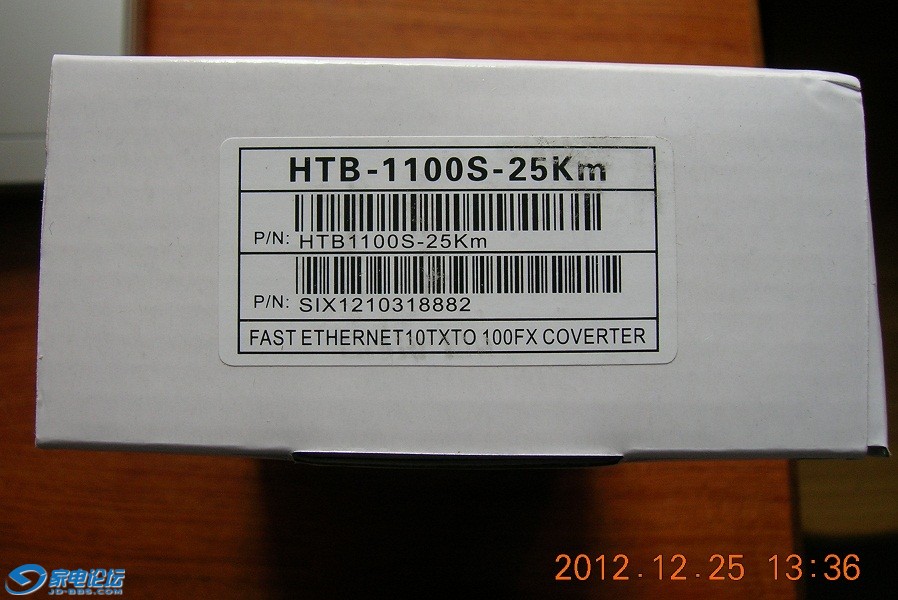 HTB-1100S-25Km
P/N: HTB1100S-25Km
P/N: SIX1210318882
FAST ETHERNET10TXTO 100FX COVERTER
2012.12.25 13:36
家电论坛
JD-BBS.COM